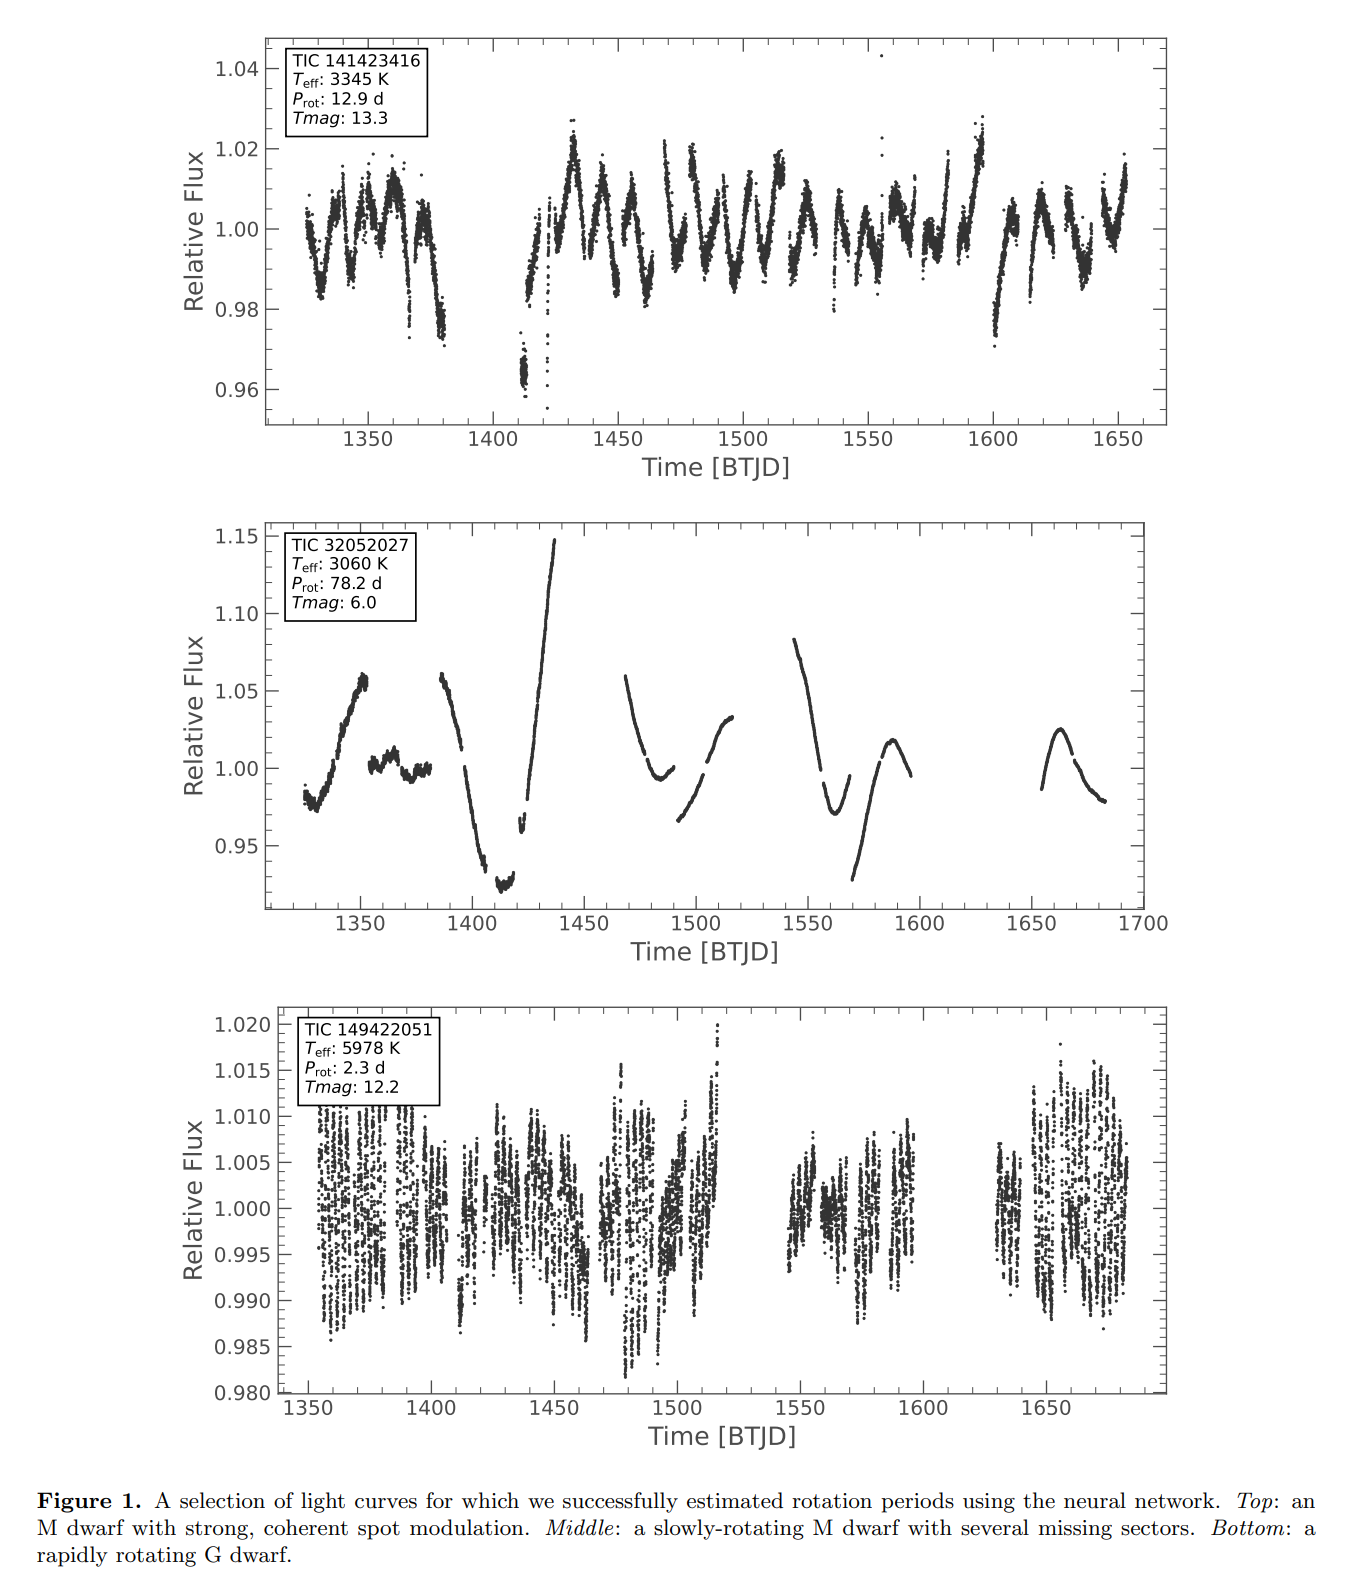 TIC 141423416
Teff: 3345 K
Prot: 12.9 d
Tmag: 13.3
1.04
1.02
1.00
0.98
0.96
Relative Flux
1350 1400 1450 1500 1550 1600 1650
Time [BTJD]
TIC 32052027
Teff: 3060 K
Prot: 78.2 d
Tmag: 6.0
1.15
1.10
1.05
1.00
0.95
Relative Flux
1350 1400 1450 1500 1550 1600 1650 1700
Time [BTJD]
TIC 149422051
Teff: 5978 K
Prot: 2.3 d
Tmag: 12.2
1.020
1.015
1.010
1.005
1.000
0.995
0.990
0.985
0.980
Relative Flux
1350 1400 1450 1500 1550 1600 1650
Time [BTJD]
Figure 1. A selection of light curves for which we successfully estimated rotation periods using the neural network. Top: an
M dwarf with strong, coherent spot modulation. Middle: a slowly-rotating M dwarf with several missing sectors. Bottom: a
rapidly rotating G dwarf.